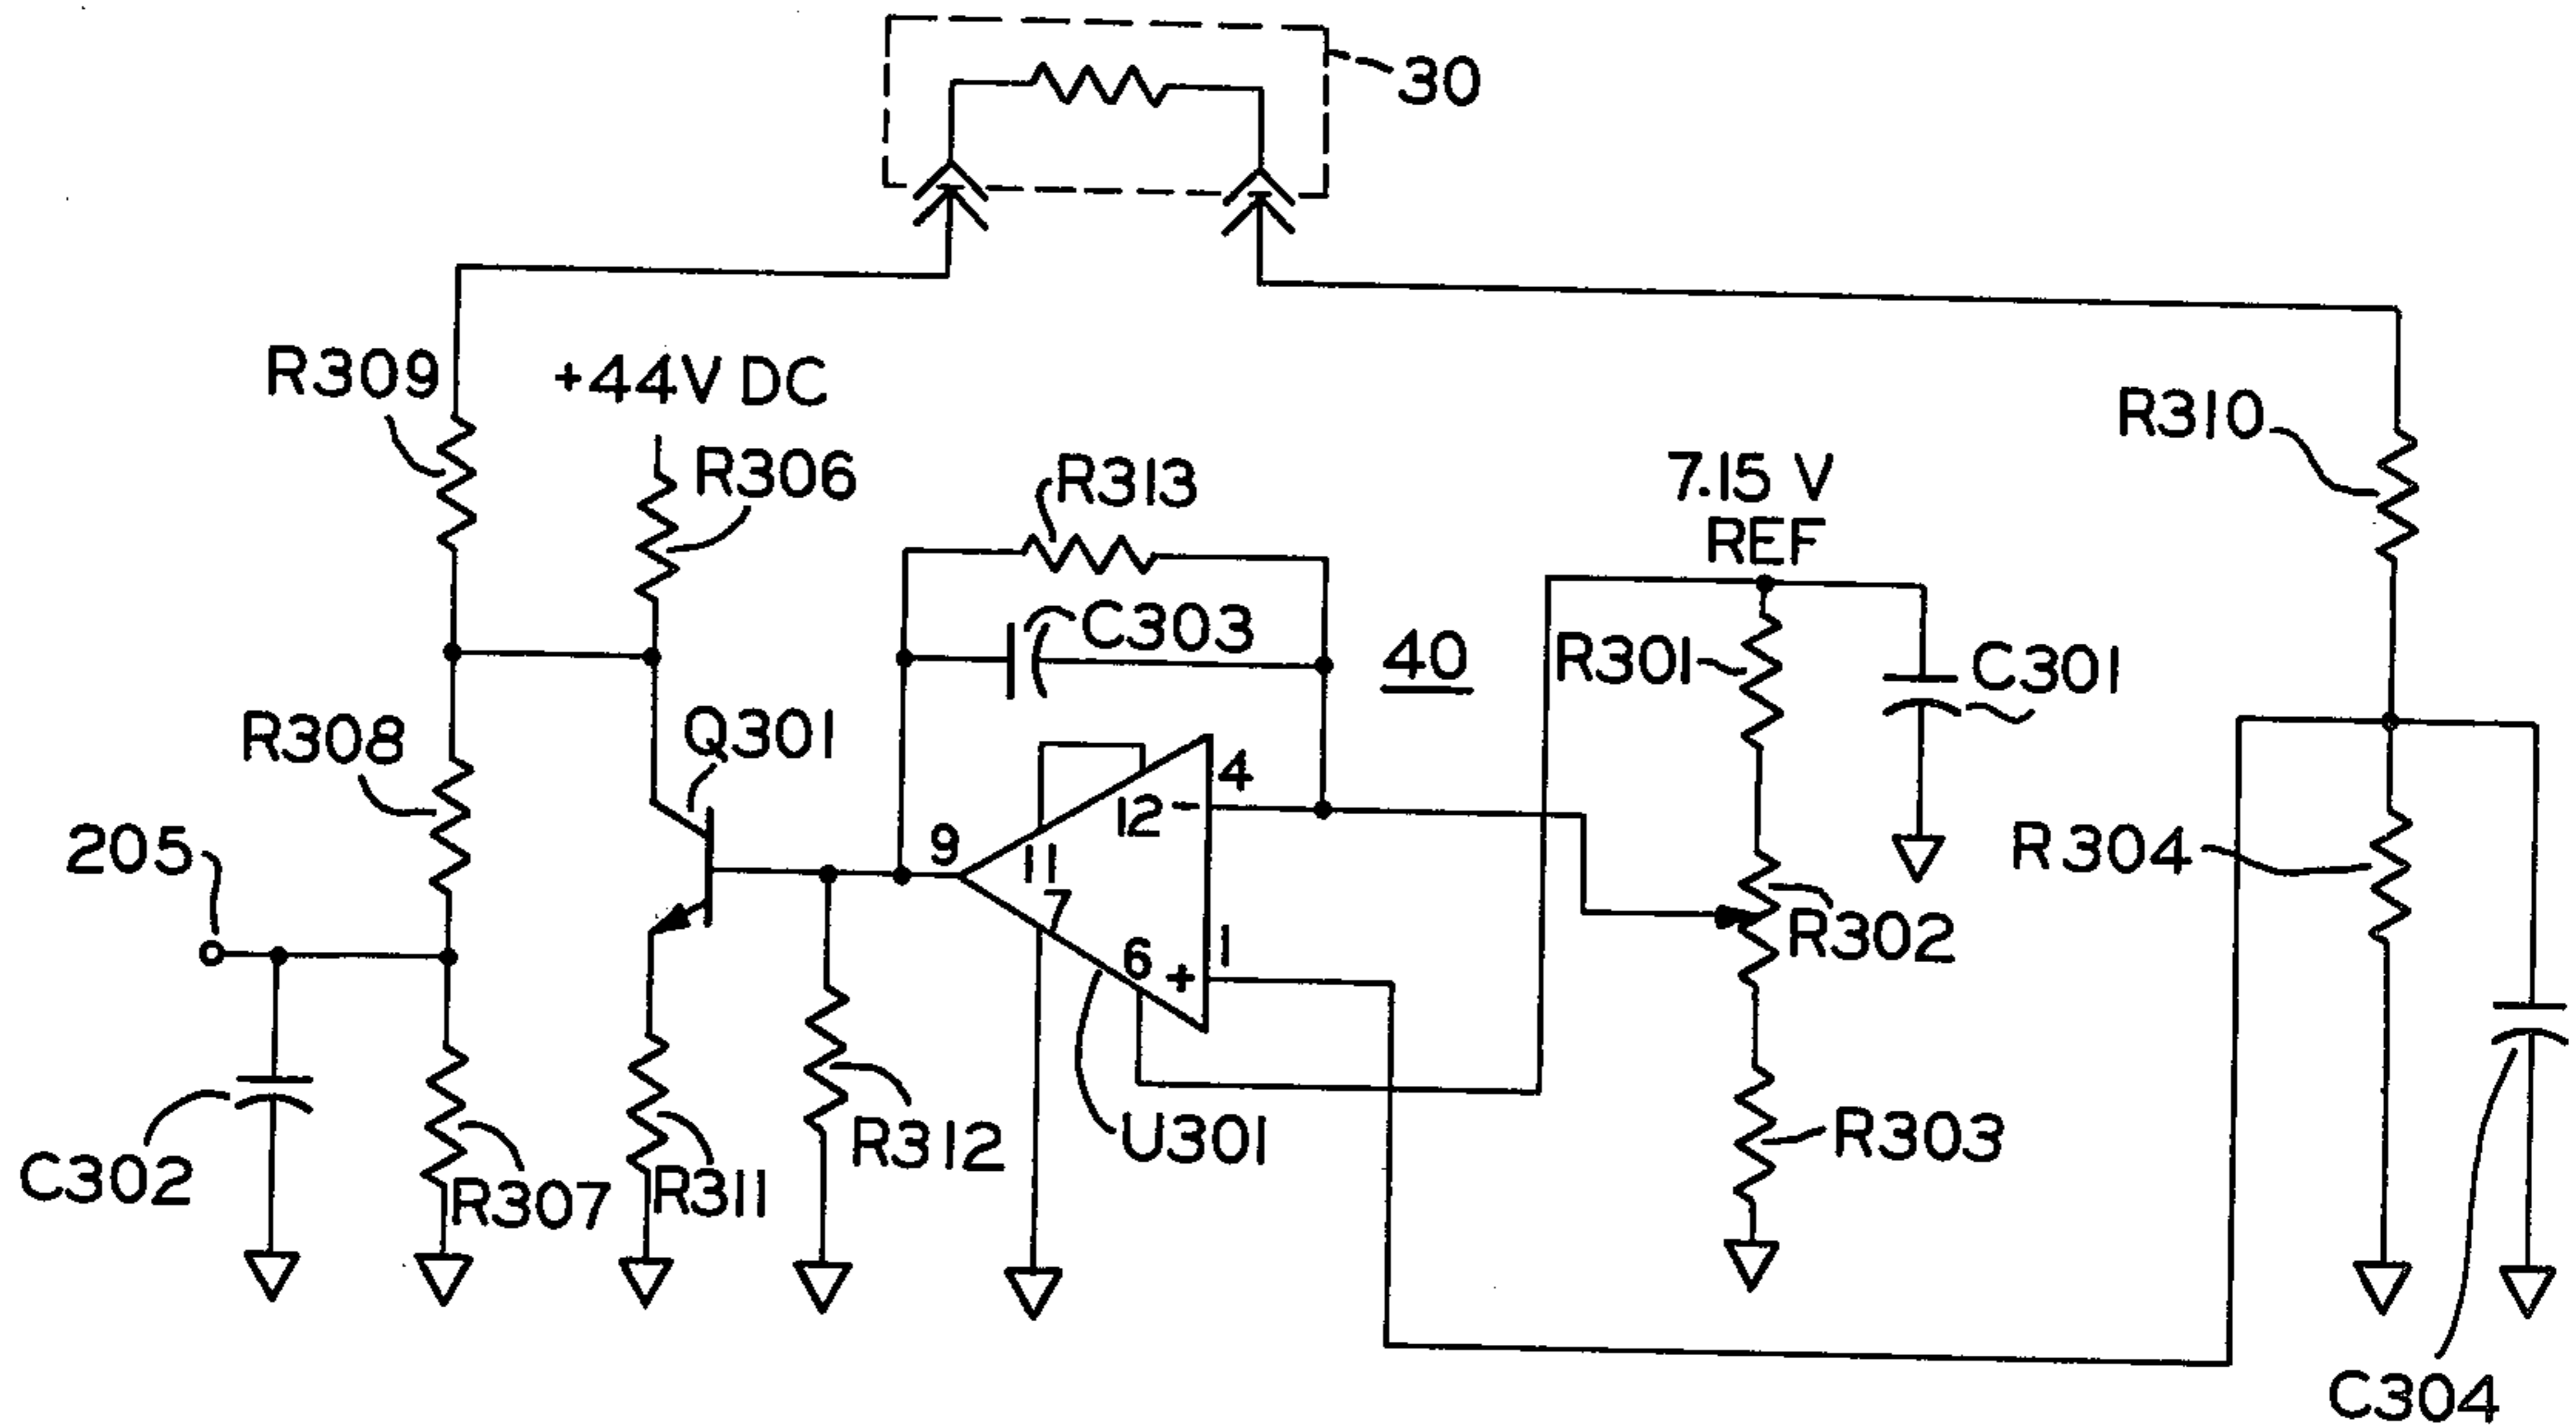 30
R309
+44V DC
R306
R313
7.15 V
REF
R310
C303
40
R301
C301
R308
Q301
4
12 -
205
9
11
R304
7
R302
6 +
1
C302
R307
R311
R312
U301
R303
C304